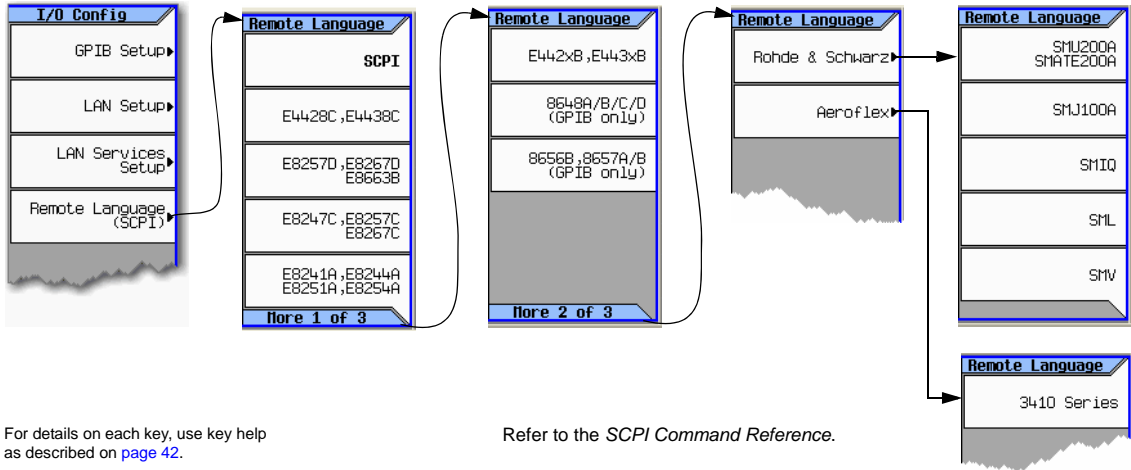 I/O Config
GPIB Setup
LAN Setup
LAN Services
Setup
Remote Language
(SCPI)
Remote Language
SCPI
E4428C,E4438C
E8257D,E8267D
E8663B
E8247C,E8257C
E8267C
E8241A,E8244A
E8251A,E8254A
More 1 of 3
Remote Language
E442xB,E443xB
8648A/B/C/D
(GPIB only)
8656B,8657A/B
(GPIB only)
More 2 of 3
Remote Language
Rohde & Schwarz
Aeroflex
Remote Language
SMU200A
SMATE200A
SMJ100A
SMIQ
SML
SMV
Remote Language
3410 Series
For details on each key, use key help
as described on page 42.
Refer to the SCPI Command Reference.